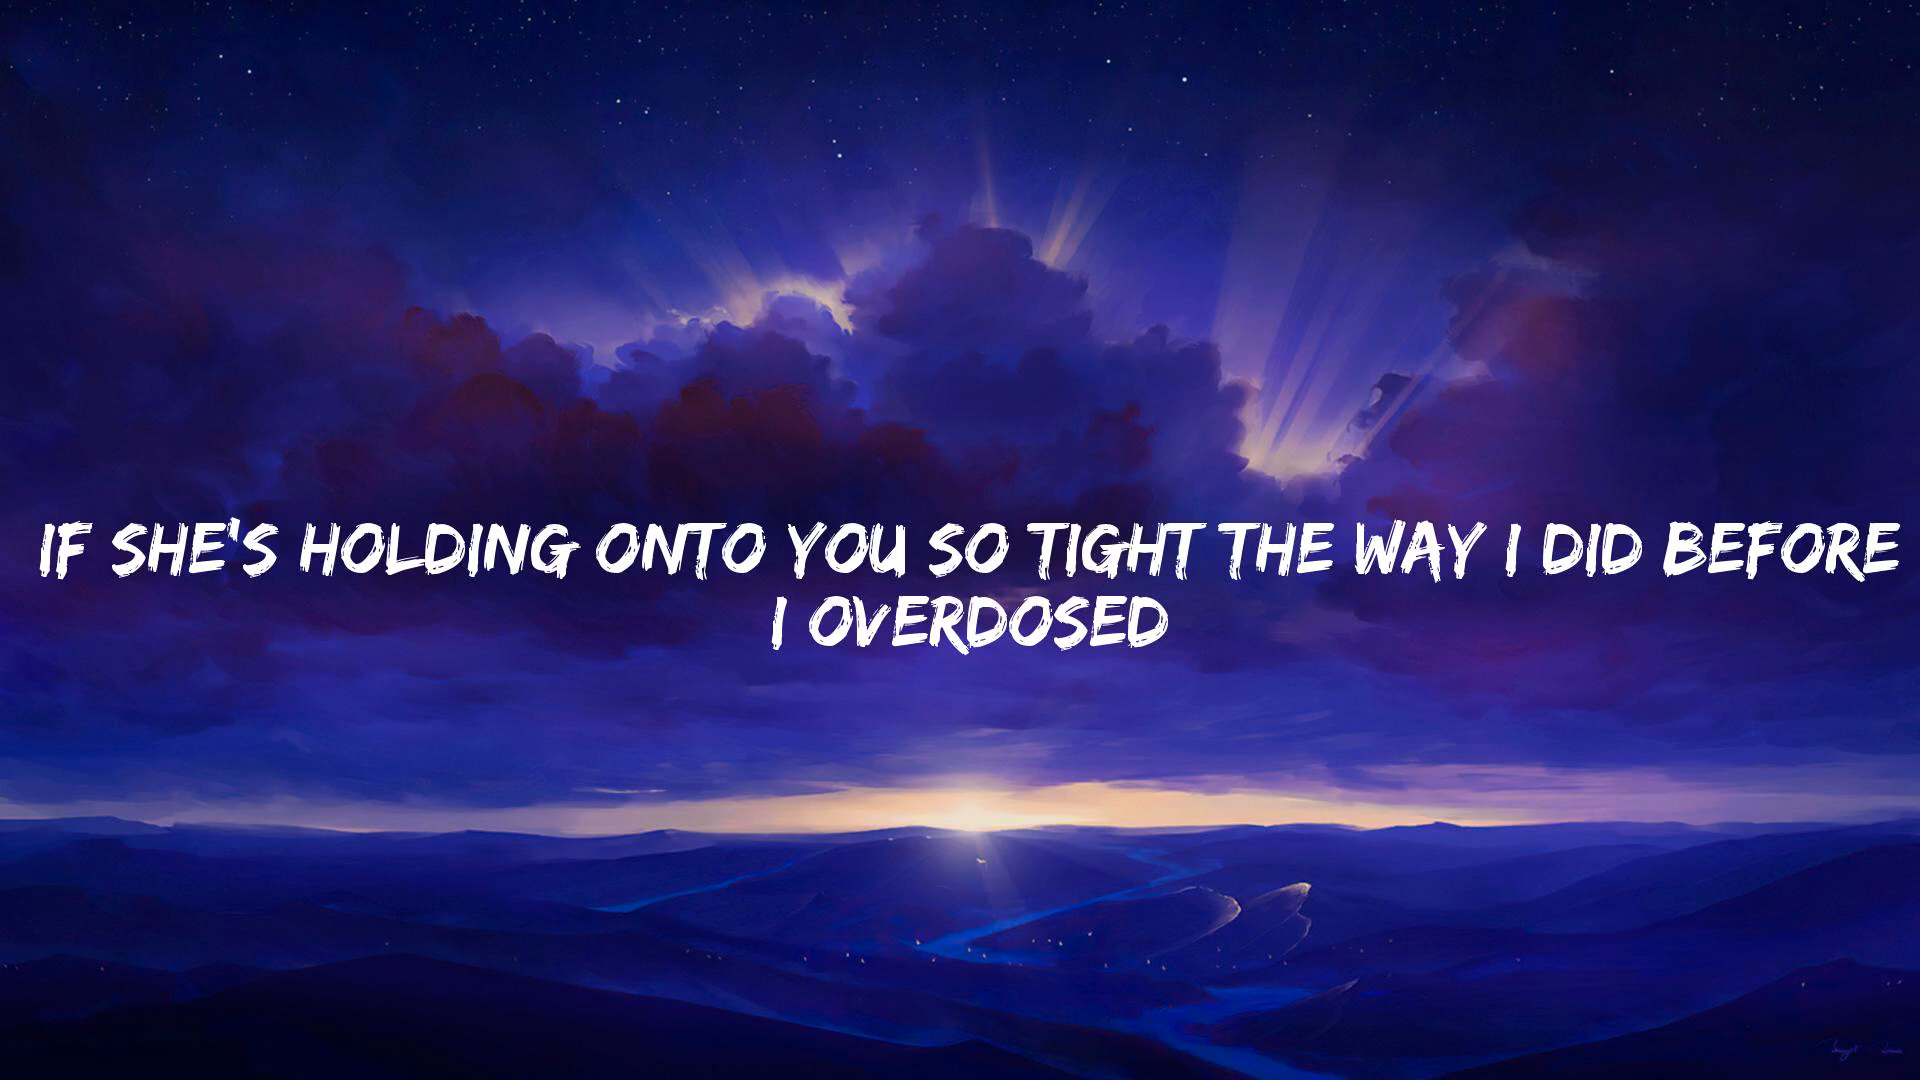 IF SHE'S HOLDING ONTO YOU SO TIGHT THE WAY I DID BEFORE
I OVERDOSED